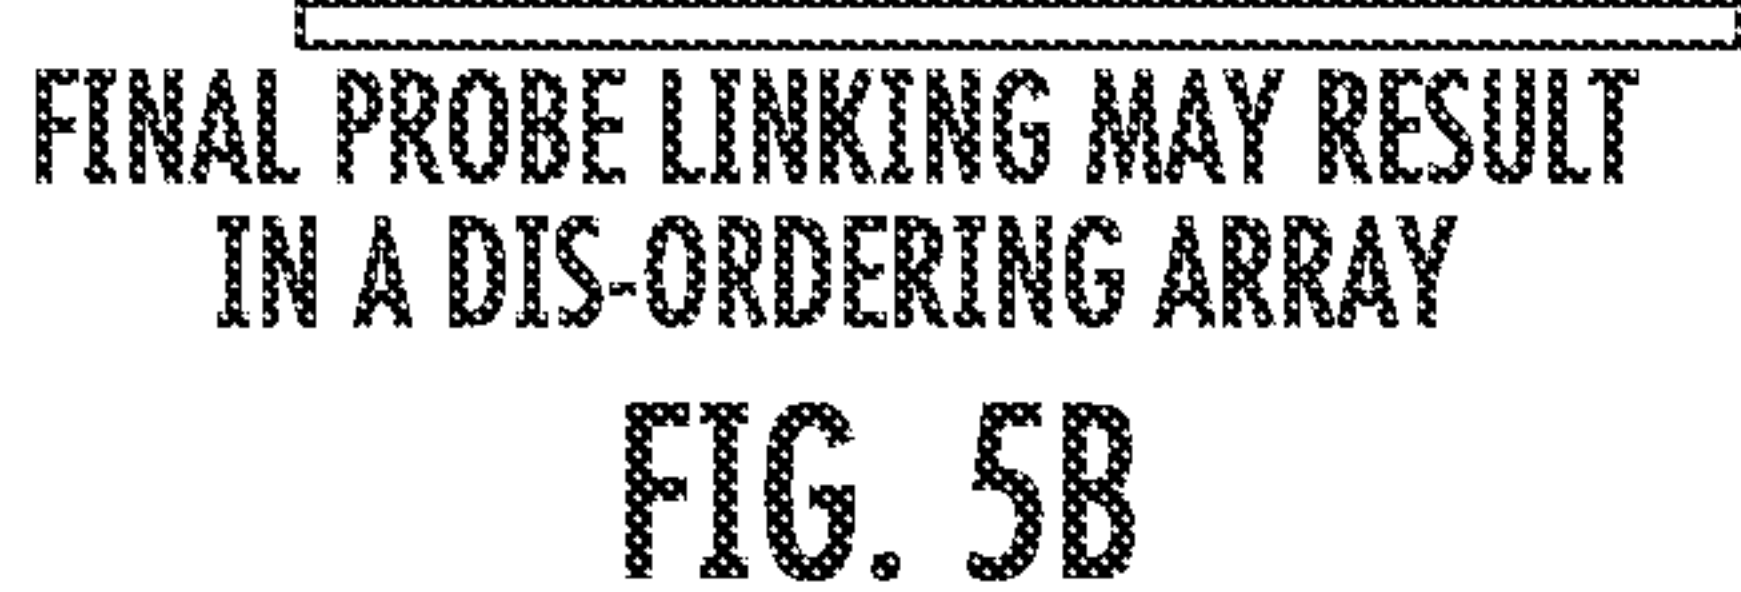 FINAL PROBE LINKING MAY RESULT
IN A DIS-ORDERING ARRAY
FIG. 5B